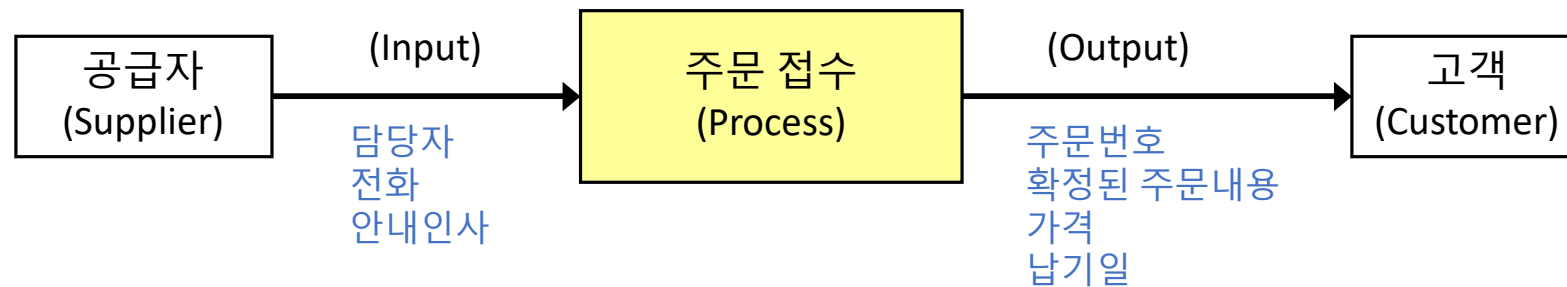 공급자
(Supplier)
(Input)
담당자
전화
안내인사
주문 접수
(Process)
(Output)
주문번호
확정된 주문내용
가격
납기일
고객
(Customer)